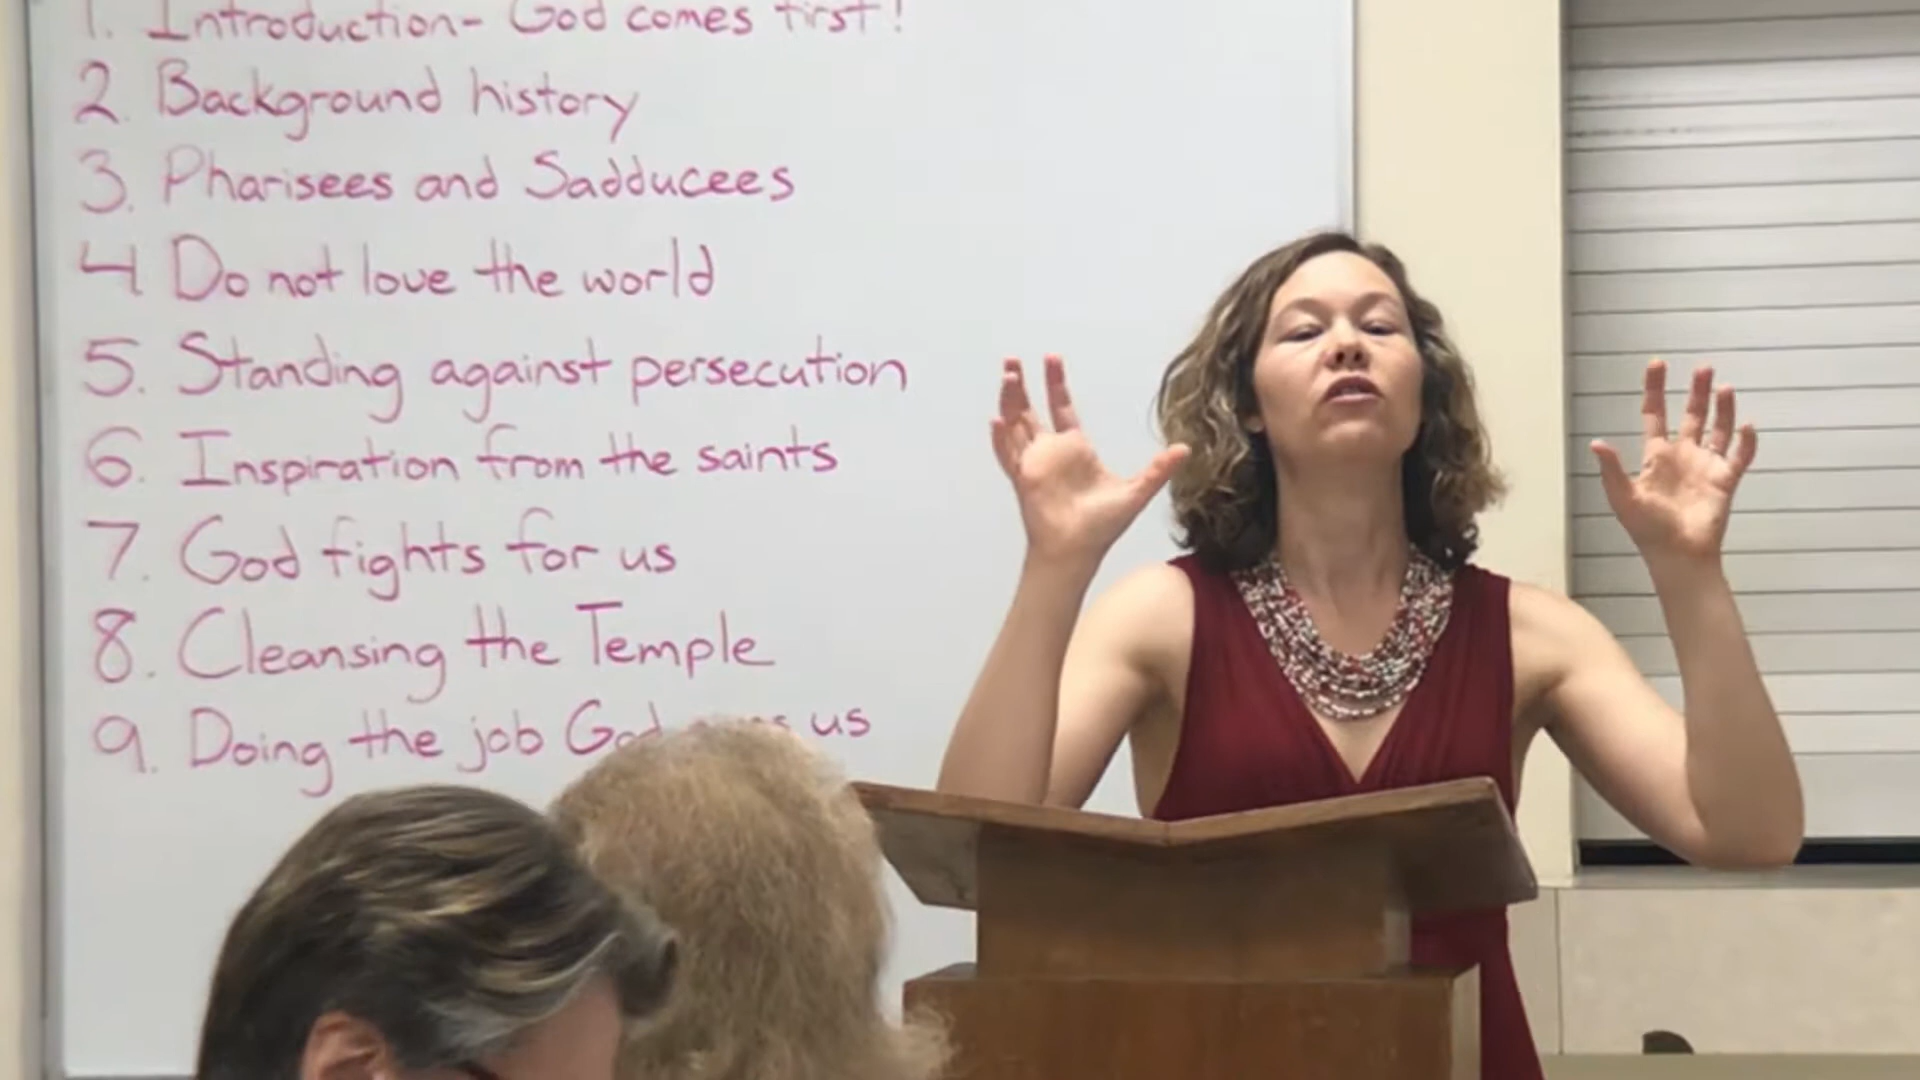 1. Introduction- God comes first!
2. Background history
3. Pharisees and Sadducees
4 Do not love the world
5. Standing against persecution
6. Inspiration from the saints
7. God fights for us
8. Cleansing the Temple
9. Doing the job God us